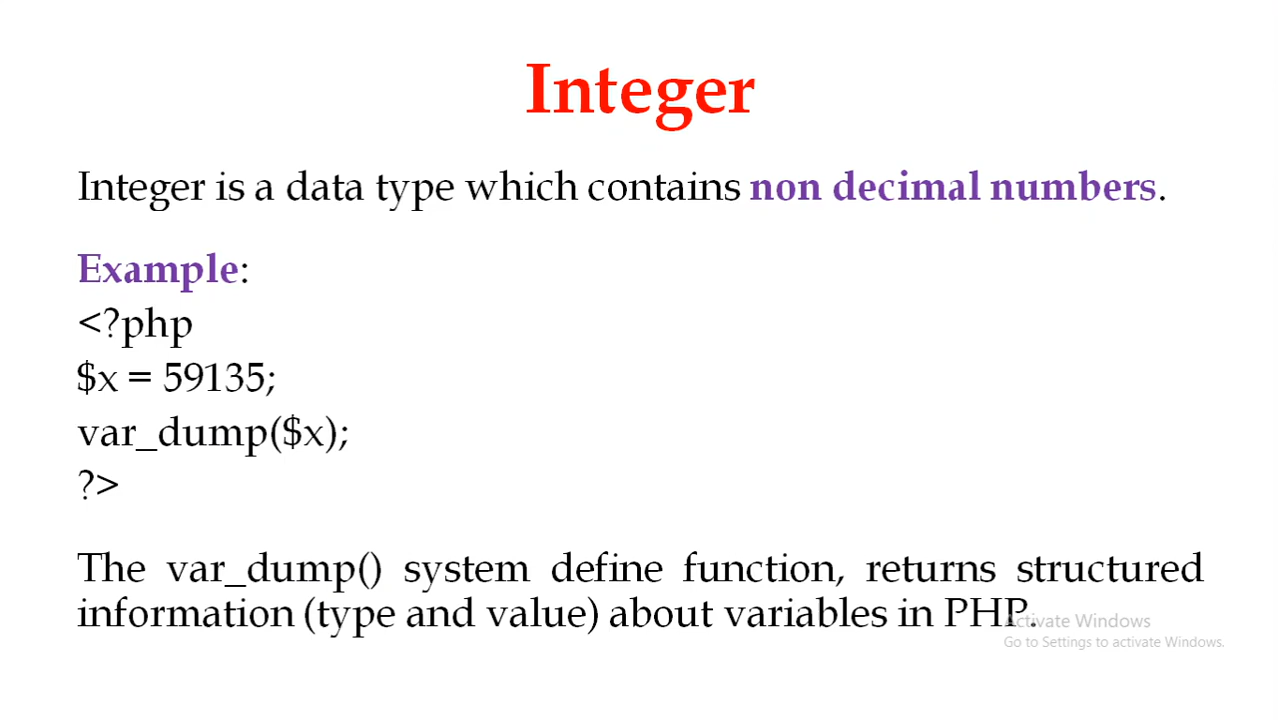 Integer
Integer is a data type which contains non decimal numbers.
Example:
<?php
$x = 59135;
var_dump($x);
?>
The var_dump() system define function, returns structured
information (type and value) about variables in PHP.
Activate Windows
Go to Settings to activate Windows.